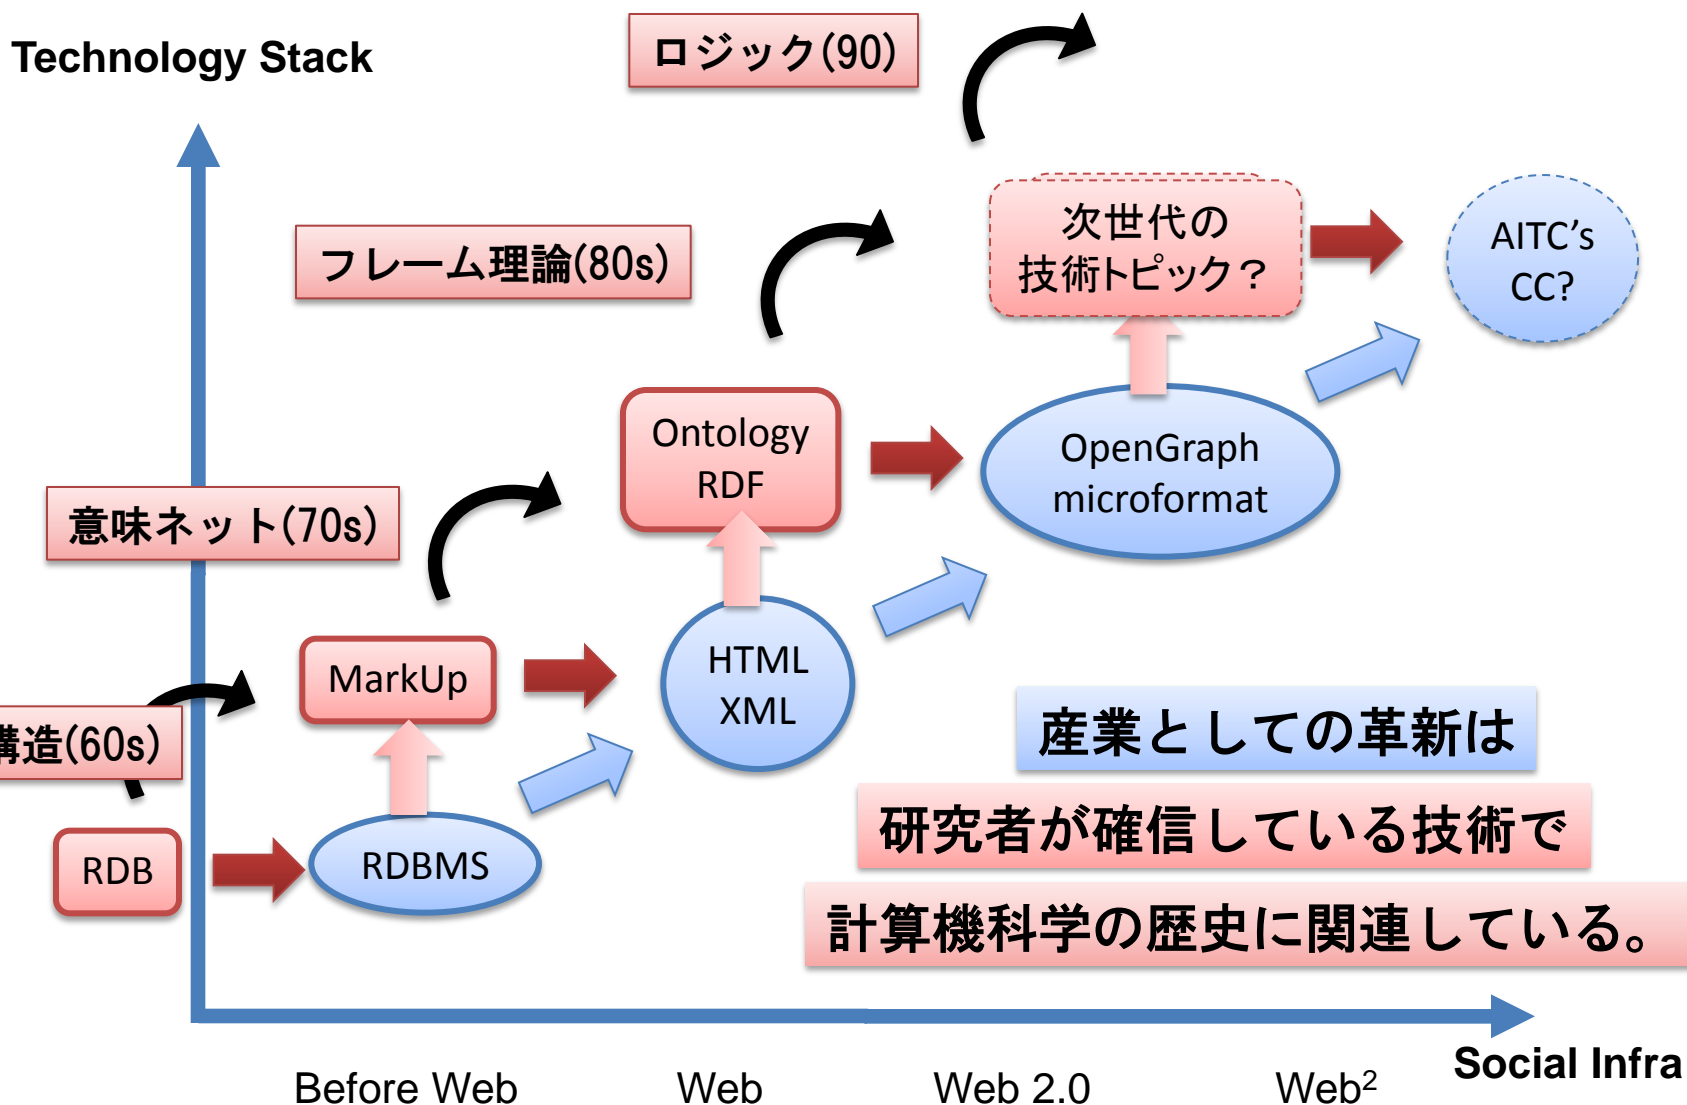 Technology Stack
ロジック(90)
フレーム理論(80s)
次世代の
技術トピック？
AITC's
CC?
意味ネット(70s)
Ontology
RDF
OpenGraph
microformat
構造(60s)
MarkUp
HTML
XML
RDB
RDBMS
産業としての革新は
研究者が確信している技術で
計算機科学の歴史に関連している。
Before Web
Web
Web 2.0
Web²
Social Infra